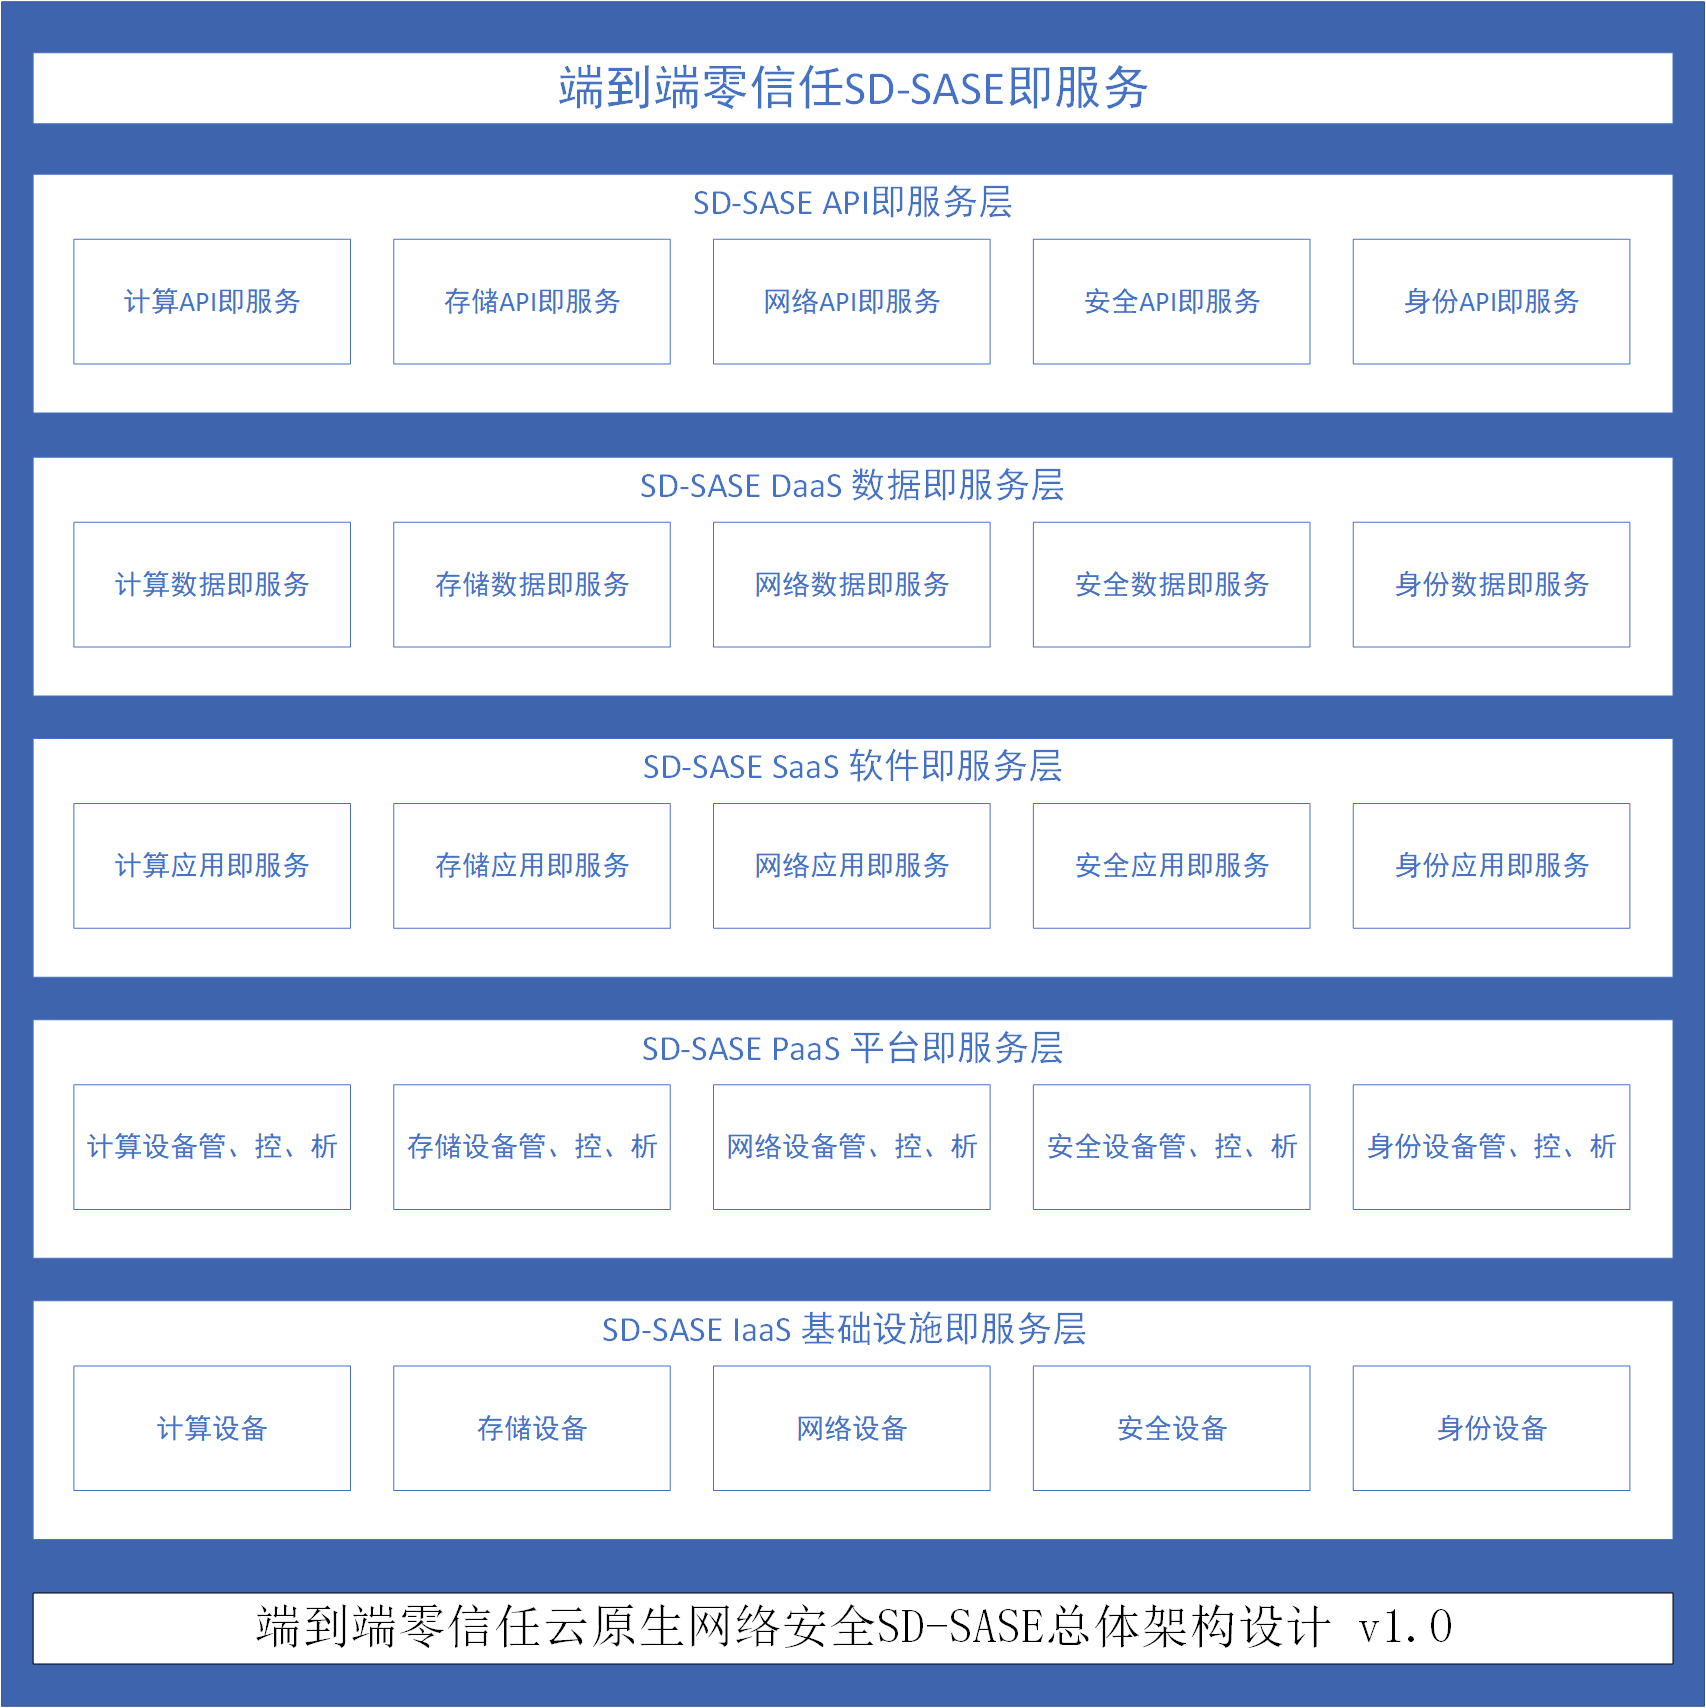 端到端零信任SD-SASE即服务
SD-SASE API即服务层
计算API即服务
存储API即服务
网络API即服务
安全API即服务
身份API即服务
SD-SASE DaaS 数据即服务层
计算数据即服务
存储数据即服务
网络数据即服务
安全数据即服务
身份数据即服务
SD-SASE SaaS 软件即服务层
计算应用即服务
存储应用即服务
网络应用即服务
安全应用即服务
身份应用即服务
SD-SASE PaaS 平台即服务层
计算设备管、控、析
存储设备管、控、析
网络设备管、控、析
安全设备管、控、析
身份设备管、控、析
SD-SASE IaaS 基础设施即服务层
计算设备
存储设备
网络设备
安全设备
身份设备
端到端零信任云原生网络安全SD-SASE总体架构设计 v1.0